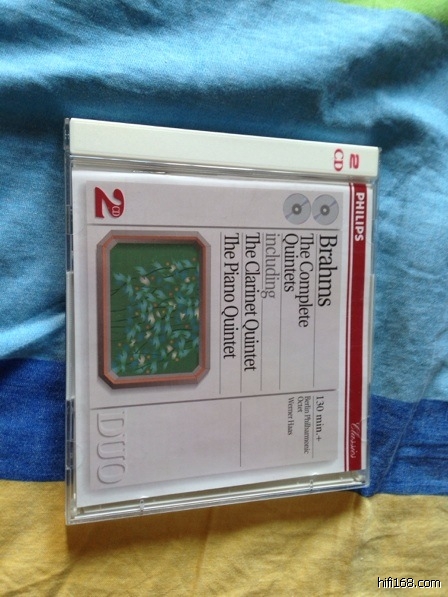 2
CD
PHILIPS
Classics
Brahms
The Complete
Quintets
including
The Clarinet Quintet
The Piano Quintet
130 min.+
Berlin Philharmonic
Octet
Werner Haas
2
CD
DUO
hifi168.com